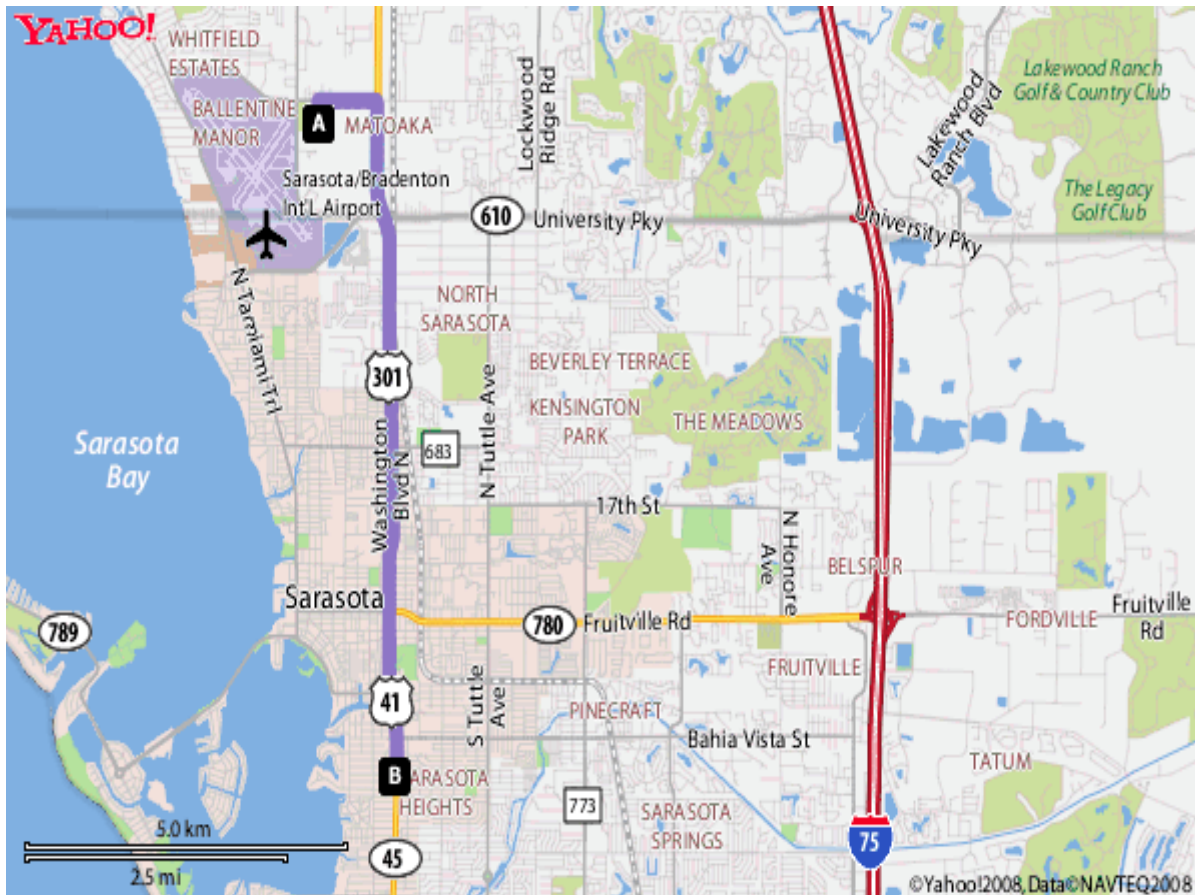 YAHOO!
WHITFIELD
ESTATES
BALLENTINE
MANOR
A
MATOAKA
Lockwood
Ridge Rd
Lakewood
Ranch Blvd
Lakewood Ranch
Golf & Country Club
The Legacy
Golf Club
Sarasota/Bradenton
Int'L Airport
610
University Pky
University Pky
N Tamiami Trl
NORTH
SARASOTA
301
BEVERLEY TERRACE
KENSINGTON
PARK
THE MEADOWS
Sarasota
Bay
Washington
Blvd N
683
N Tuttle Ave
17th St
N Honore
Ave
BELSPUR
Sarasota
789
780
Fruitville Rd
FORDVILLE
Fruitville
Rd
FRUITVILLE
41
S Tuttle
Ave
PINECRAFT
Bahia Vista St
TATUM
B
ARASOTA
HEIGHTS
773
SARASOTA
SPRINGS
75
45
5.0 km
2.5 mi
©Yahoo!2008, Data©NAVTEQ2008